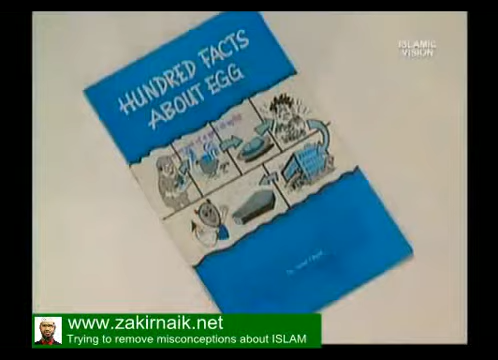 ISLAMIC
VISION
HUNDRED FACTS
ABOUT EGG
www.zakirnaik.net
Trying to remove misconceptions about ISLAM